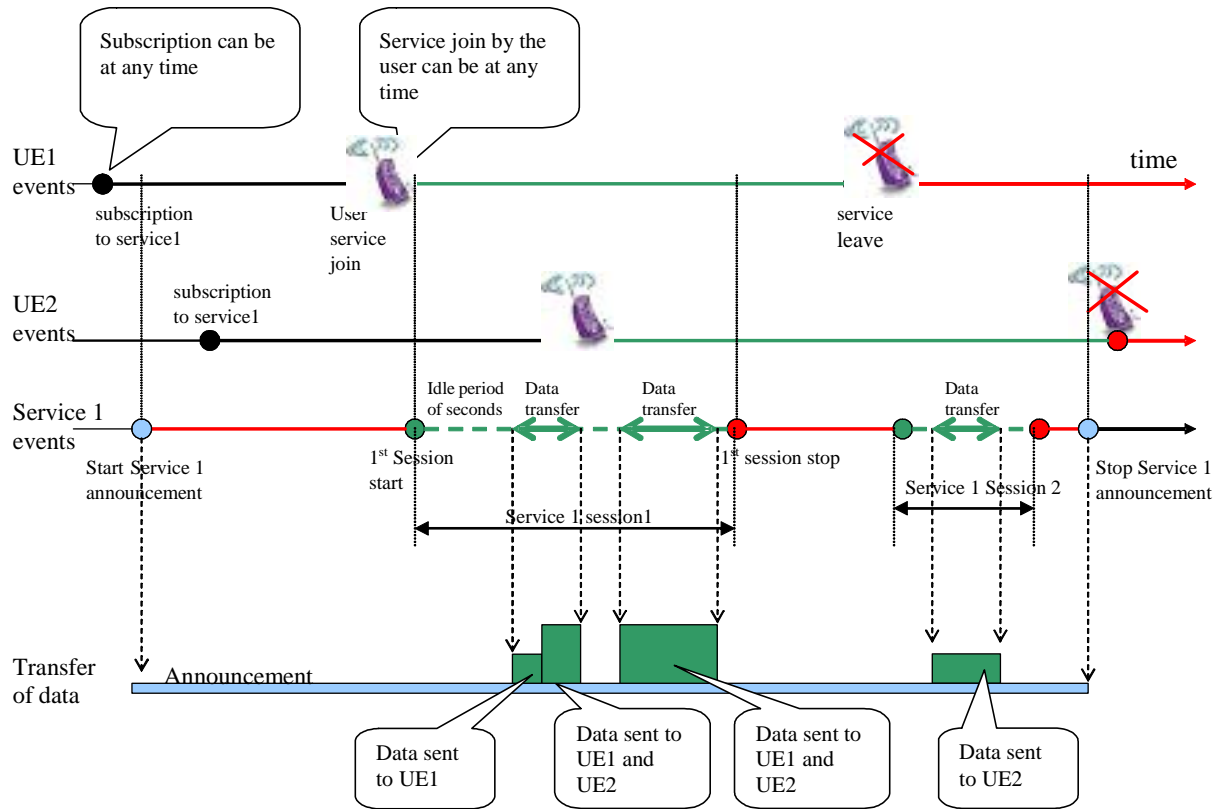 Subscription can be
at any time
Service join by the
user can be at any
time
UE1
events
time
subscription
to service1
User
service
join
service
leave
UE2
events
subscription
to service1
Service 1
events
Idle period
of seconds
Data
transfer
Data
transfer
Data
transfer
Start Service 1
announcement
1st Session
start
1st session stop
Stop Service 1
announcement
Service 1 session1
Service 1 Session 2
Transfer
of data
Announcement
Data sent
to UE1
Data sent to
UE1 and
UE2
Data sent to
UE1 and
UE2
Data sent
to UE2